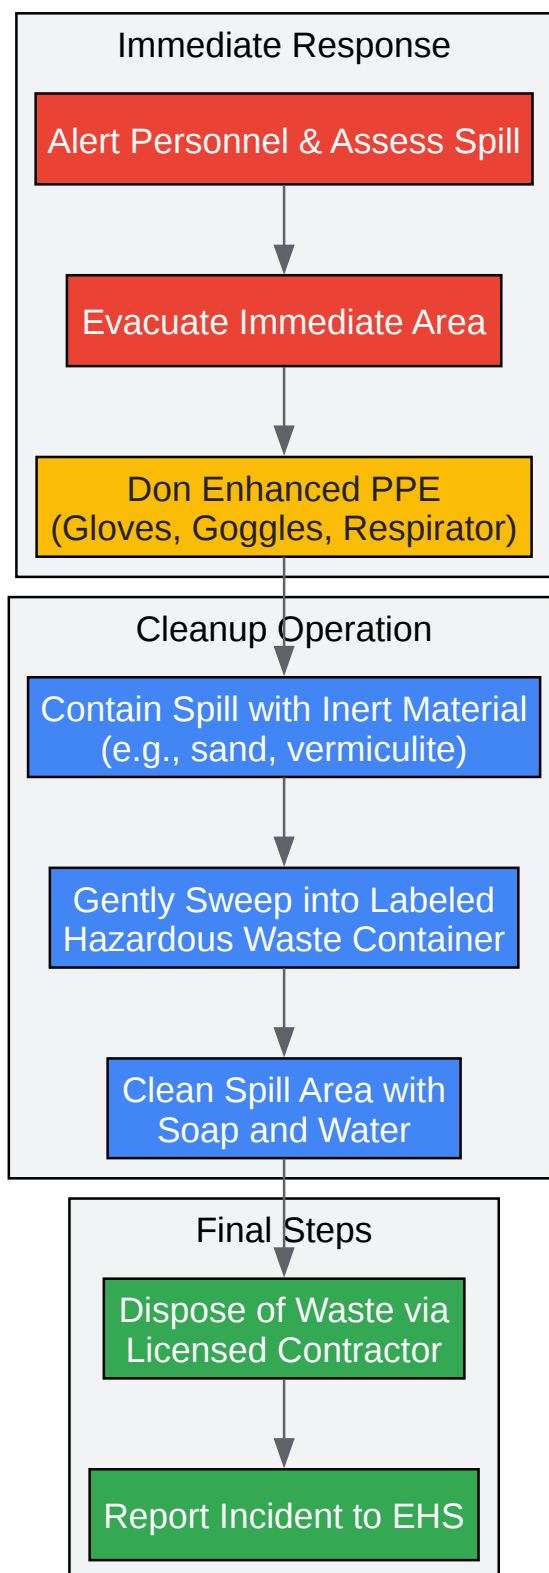 Immediate Response
Alert Personnel & Assess Spill
Evacuate Immediate Area
Don Enhanced PPE
(Gloves, Goggles, Respirator)
Cleanup Operation
Contain Spill with Inert Material
(e.g., sand, vermiculite)
Gently Sweep into Labeled
Hazardous Waste Container
Clean Spill Area with
Soap and Water
Final Steps
Dispose of Waste via
Licensed Contractor
Report Incident to EHS